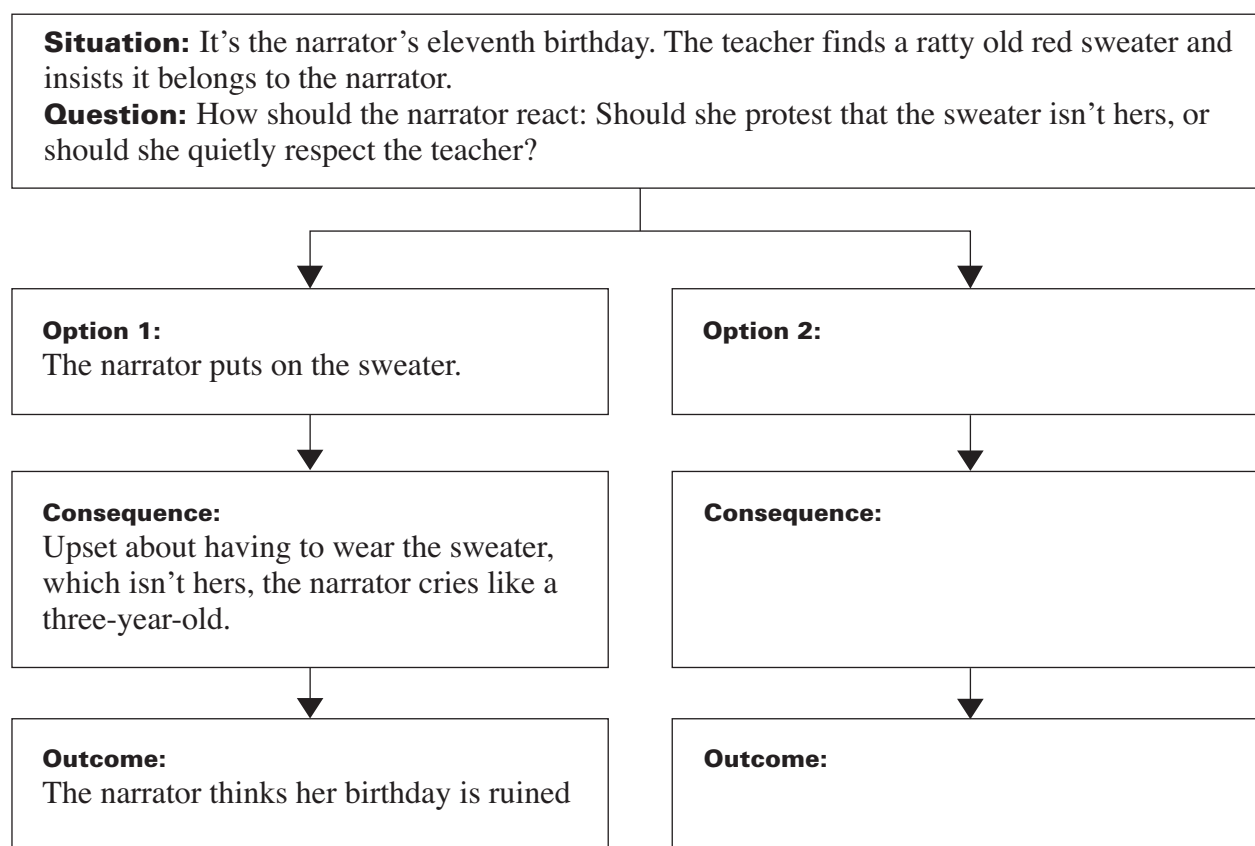 Situation: It’s the narrator’s eleventh birthday. The teacher finds a ratty old red sweater and
insists it belongs to the narrator.
Question: How should the narrator react: Should she protest that the sweater isn’t hers, or
should she quietly respect the teacher?
Option 1:
The narrator puts on the sweater.
Option 2:
Consequence:
Upset about having to wear the sweater,
which isn’t hers, the narrator cries like a
three-year-old.
Consequence:
Outcome:
The narrator thinks her birthday is ruined
Outcome: